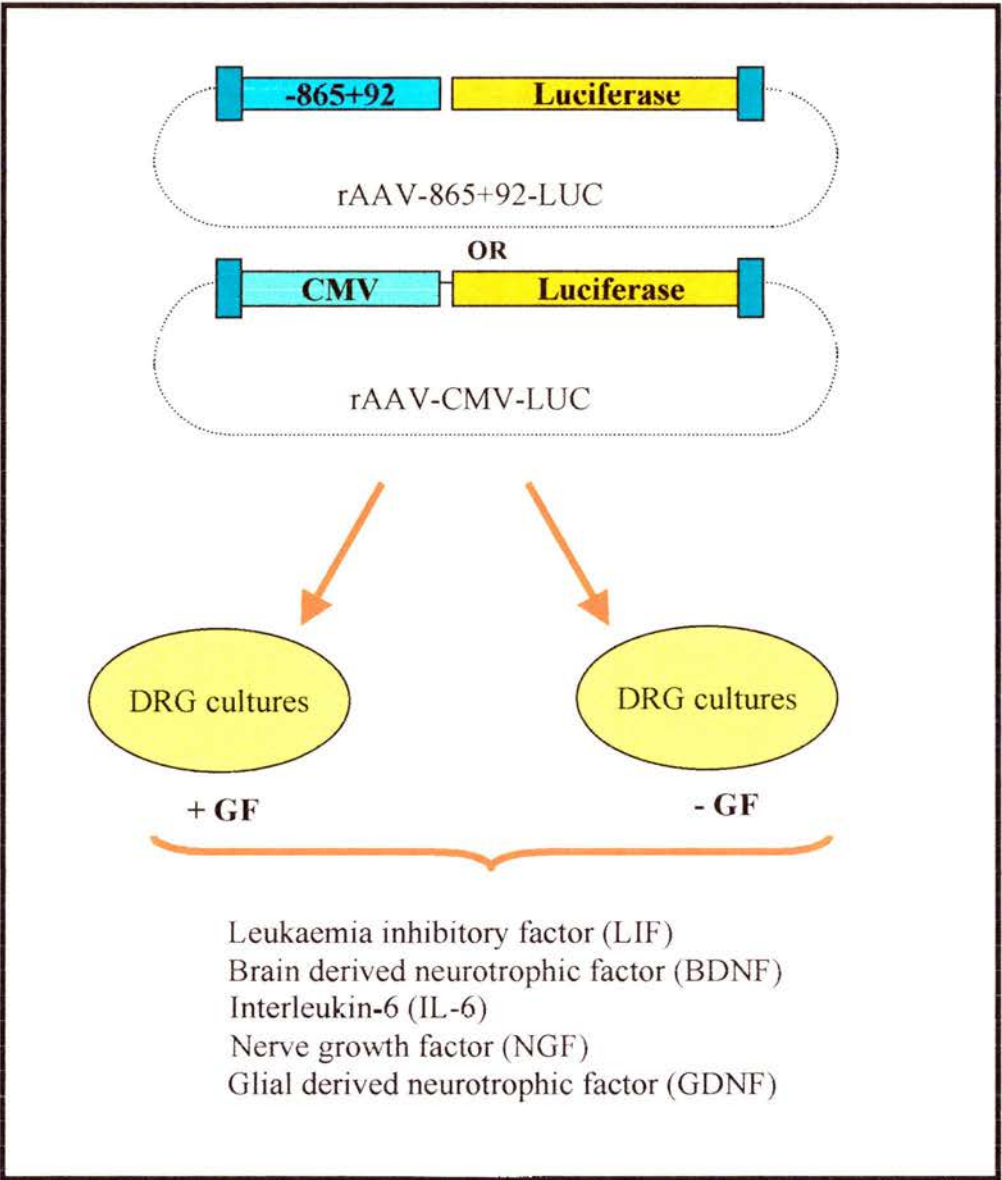 -865+92 Luciferase
rAAV-865+92-LUC
OR
CMV Luciferase
rAAV-CMV-LUC
DRG cultures DRG cultures
+ GF - GF
Leukaemia inhibitory factor (LIF)
Brain derived neurotrophic factor (BDNF)
Interleukin-6 (IL-6)
Nerve growth factor (NGF)
Glial derived neurotrophic factor (GDNF)